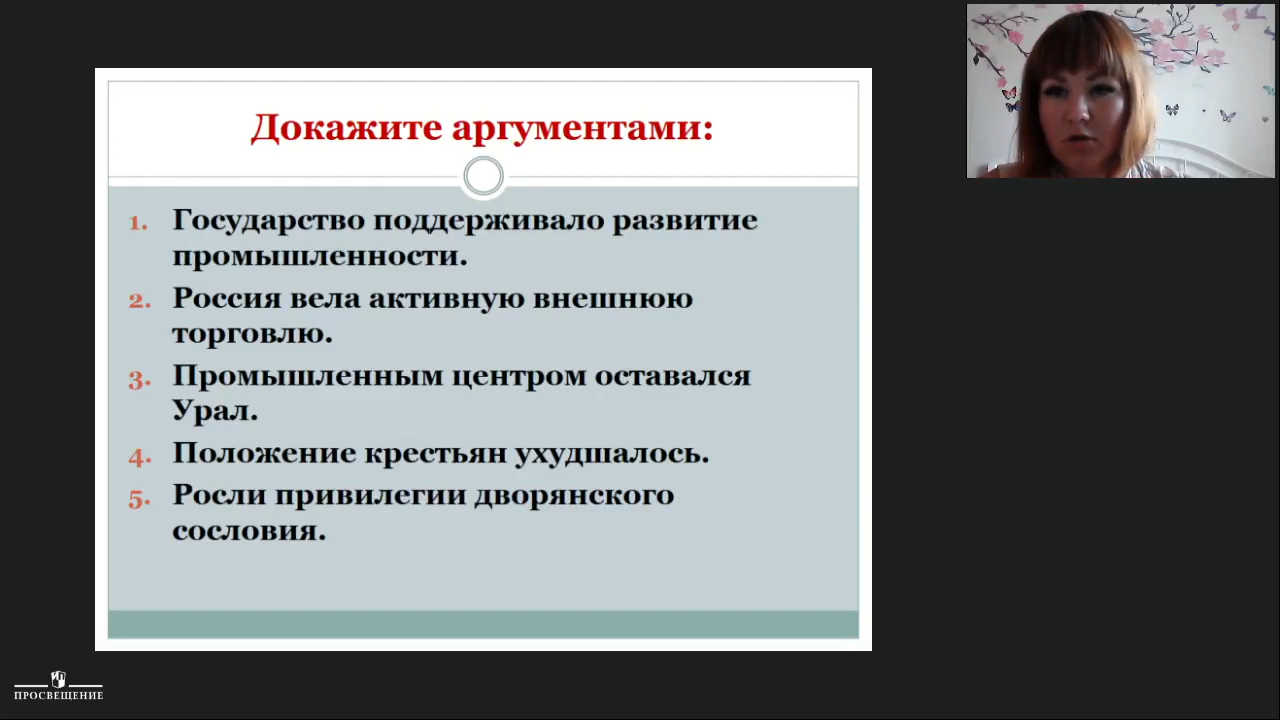 Докажите аргументами:
1. Государство поддерживало развитие
промышленности.
2. Россия вела активную внешнюю
торговлю.
3. Промышленным центром оставался
Урал.
4. Положение крестьян ухудшалось.
5. Росли привилегии дворянского
сословия.
ПРОСВЕЩЕНИЕ